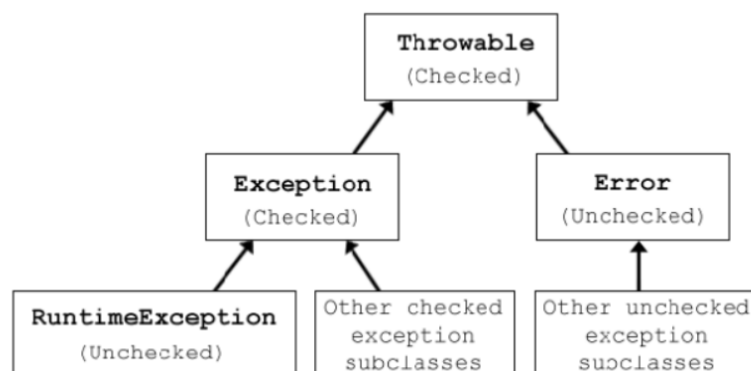 Throwable
(Checked)
Exception
(Checked)
Error
(Unchecked)
RuntimeException
(Unchecked)
Other checked
exception
subclasses
Other unchecked
exception
subclasses